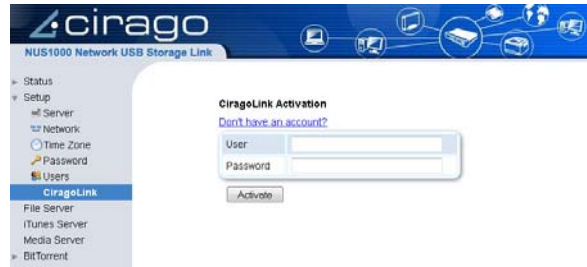 cirago
NUS1000 Network USB Storage Link
Status
Setup
Server
Network
Time Zone
Password
Users
CiragoLink
File Server
iTunes Server
Media Server
BitTorrent
CiragoLink Activation
Don't have an account?
User
Password
Activate